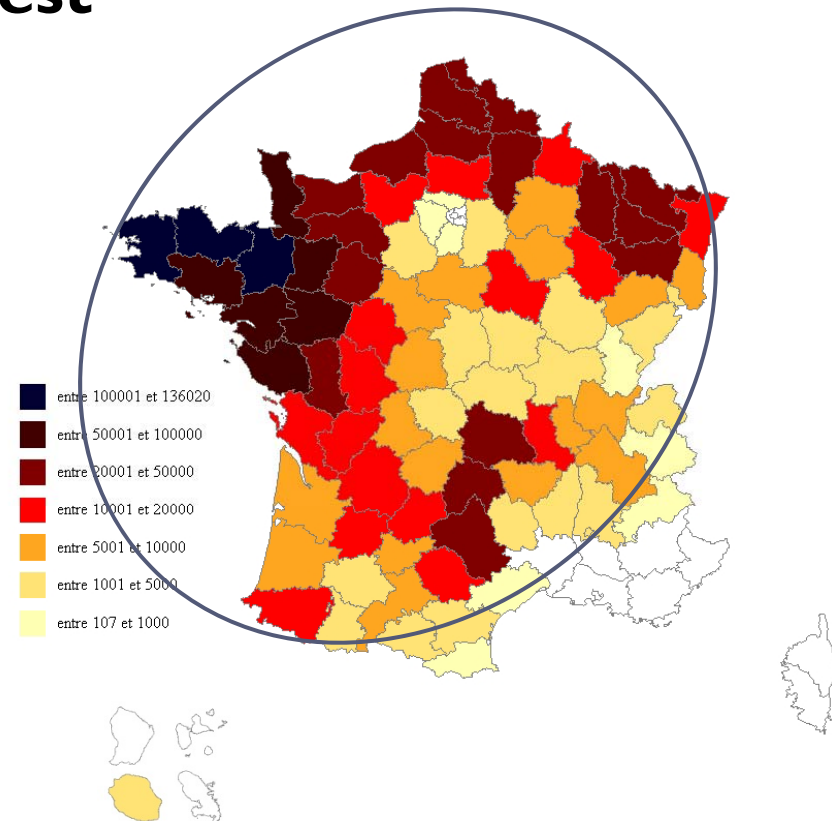 est
entre 100001 et 136020
entre 50001 et 100000
entre 20001 et 50000
entre 10001 et 20000
entre 5001 et 10000
entre 1001 et 5000
entre 107 et 1000